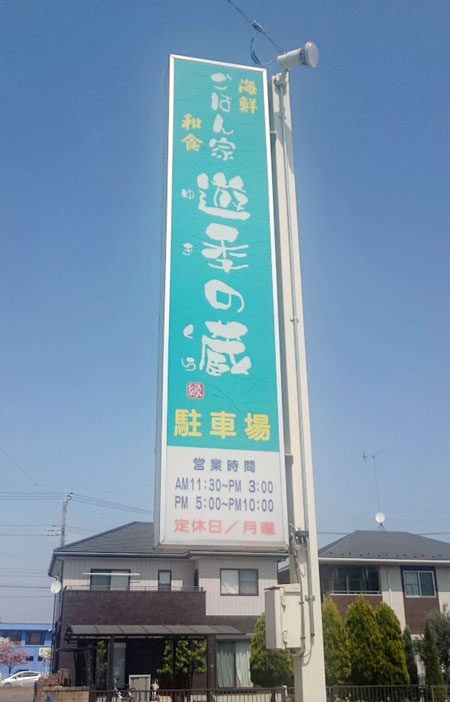 海鮮
和食
ごはん家
遊季の蔵
ゆ
き
くら
縁
駐車場
営業時間
AM11:30~PM 3:00
PM 5:00~PM10:00
定休日/月曜